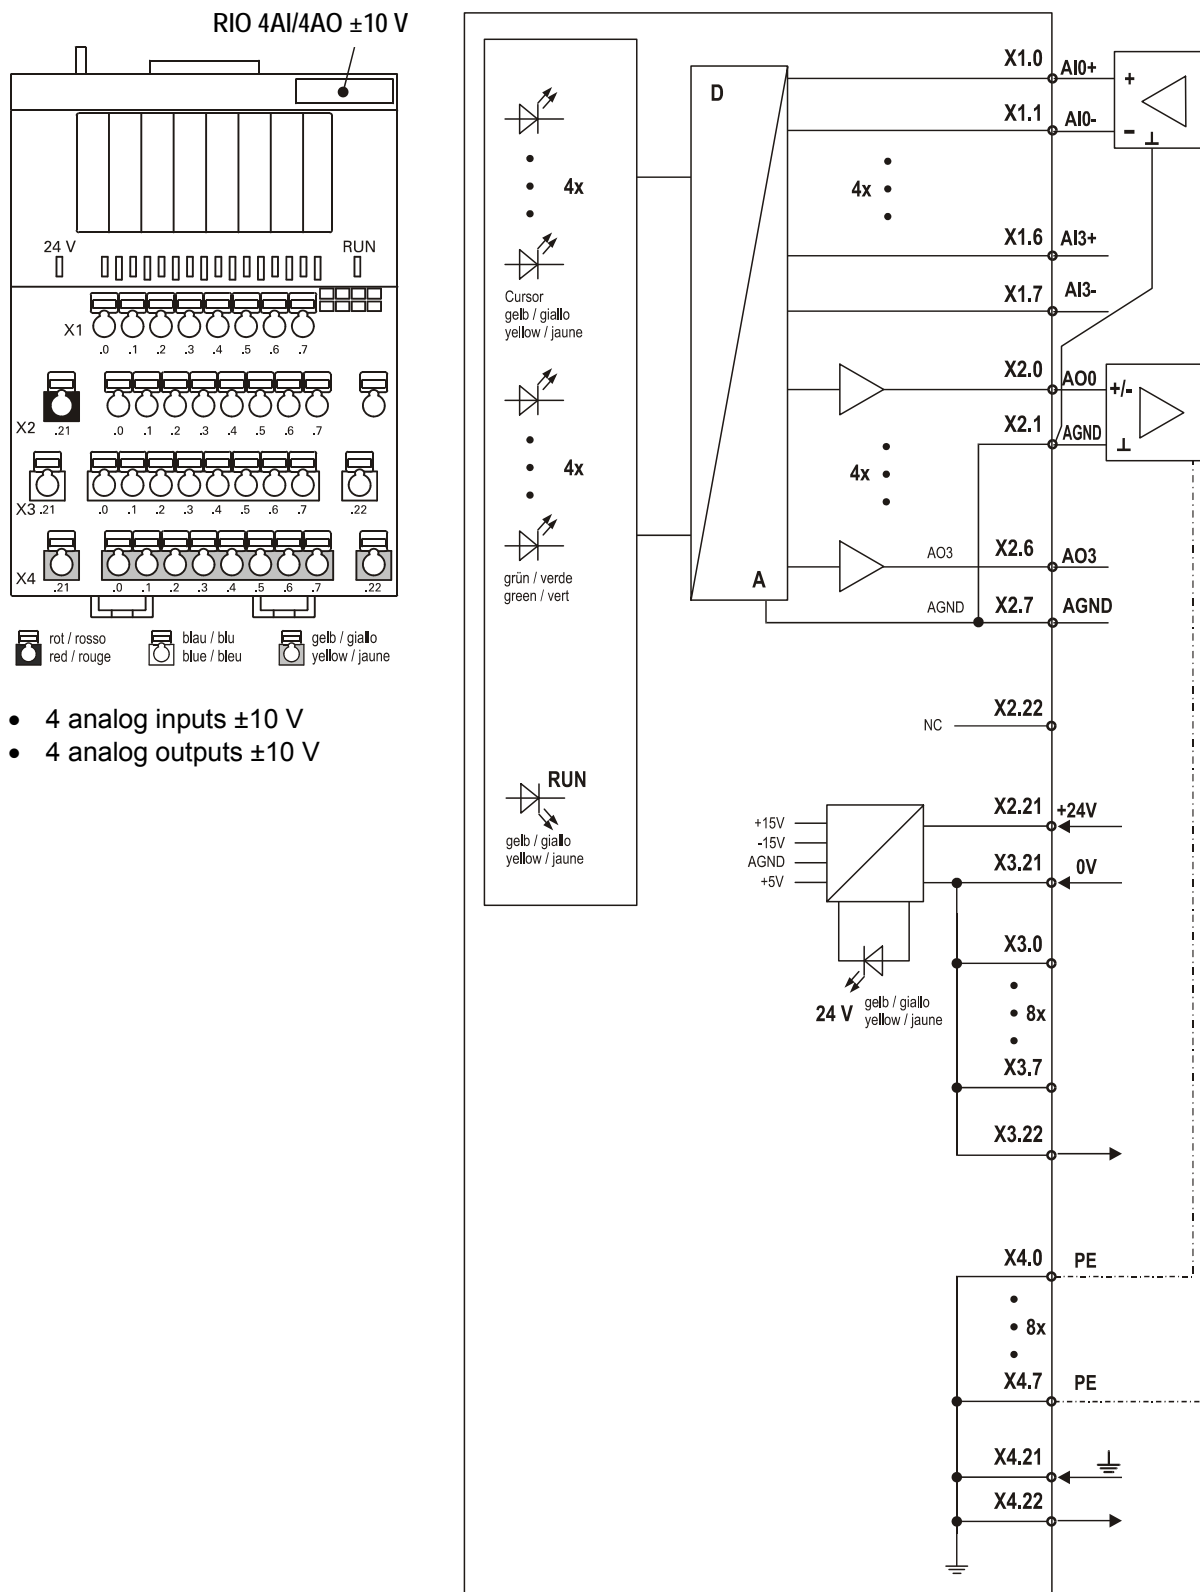 RIO 4AI/4AO ±10 V
24 V
RUN
X1
.0 .1 .2 .3 .4 .5 .6 .7
X2 .21 .0 .1 .2 .3 .4 .5 .6 .7
X3 .21 .0 .1 .2 .3 .4 .5 .6 .7 .22
X4 .21 .0 .1 .2 .3 .4 .5 .6 .7 .22
rot / rosso
red / rouge
blau / blu
blue / bleu
gelb / giallo
yellow / jaune
• 4 analog inputs ±10 V
• 4 analog outputs ±10 V
4x
Cursor
gelb / giallo
yellow / jaune
4x
grün / verde
green / vert
RUN
gelb / giallo
yellow / jaune
D
A
4x
4x
X1.0 AI0+
X1.1 AI0-
X1.6 AI3+
X1.7 AI3-
X2.0 AO0
X2.1 AGND
+
-
+/-
AO3 X2.6 AO3
AGND X2.7 AGND
NC X2.22
X2.21 +24V
X3.21 0V
+15V
-15V
AGND
+5V
24 V
gelb / giallo
yellow / jaune
X3.0
8x
X3.7
X3.22
X4.0 PE
8x
X4.7 PE
X4.21
X4.22